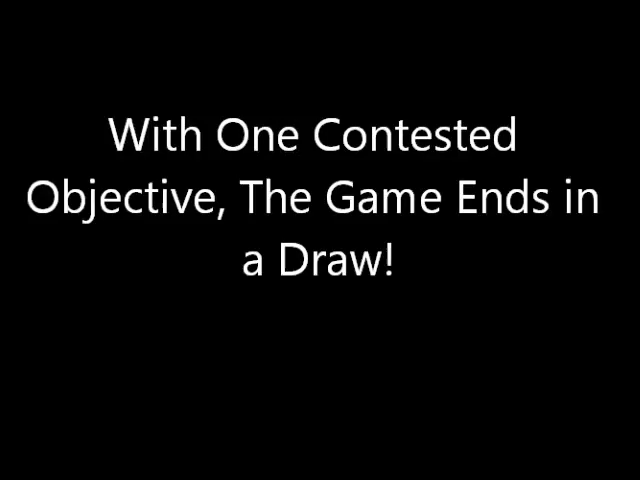 With One Contested
Objective, The Game Ends in
a Draw!